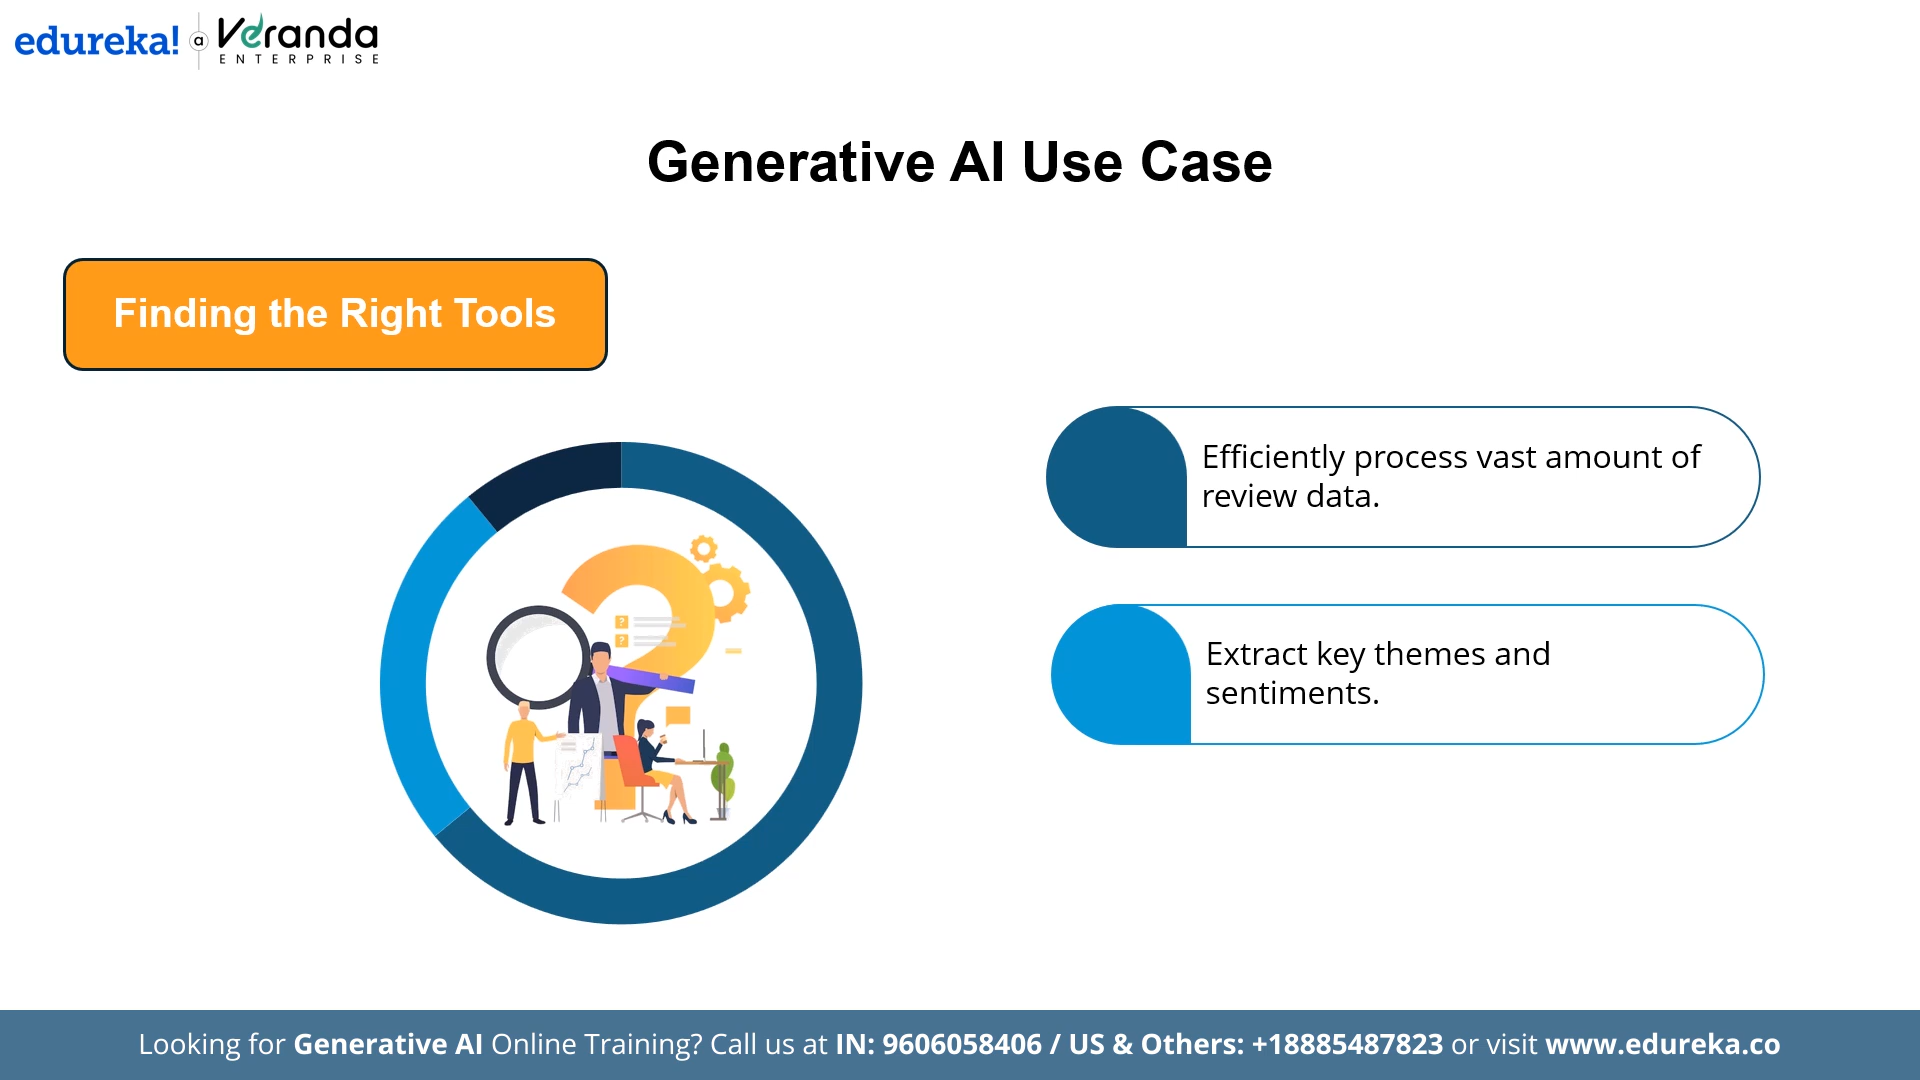 edureka!
a
Veranda
ENTERPRISE
Generative AI Use Case
Finding the Right Tools
Efficiently process vast amount of
review data.
?
?
Extract key themes and
sentiments.
Looking for Generative AI Online Training? Call us at IN: 9606058406 / US & Others: +18885487823 or visit www.edureka.co